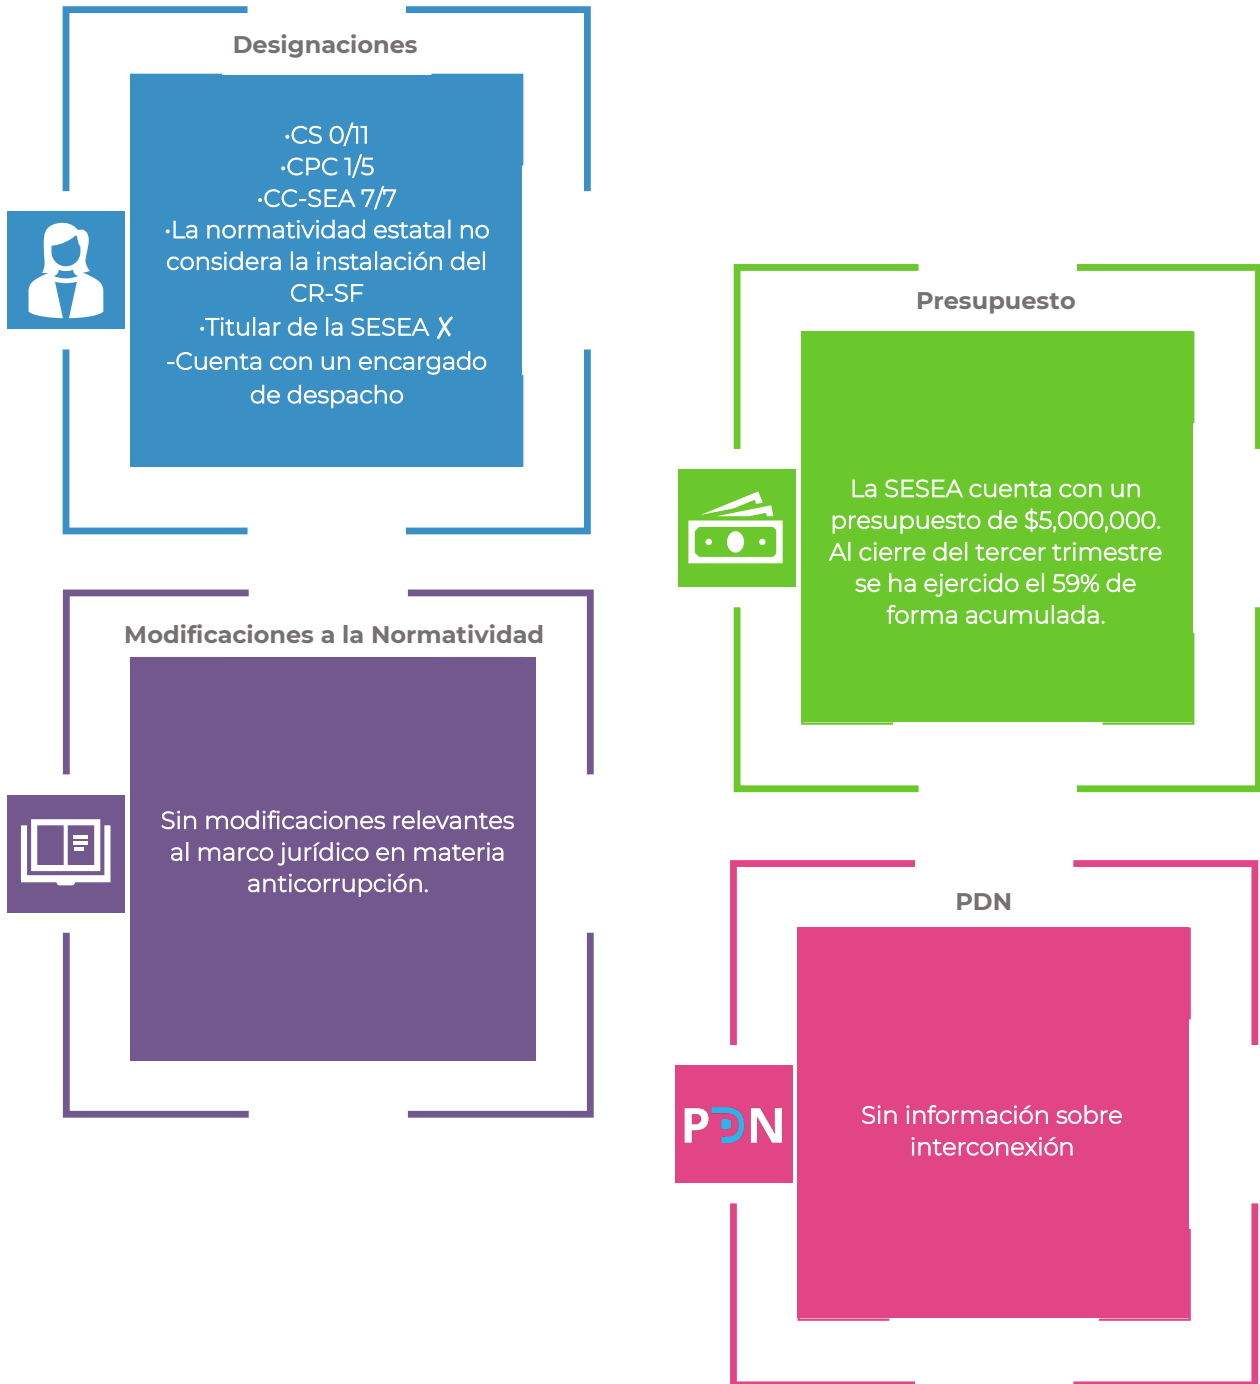 Designaciones
•CS 0/11
•CPC 1/5
•CC-SEA 7/7
•La normatividad estatal no
considera la instalación del
CR-SF
•Titular de la SESEA ✗
-Cuenta con un encargado
de despacho
Presupuesto
La SESEA cuenta con un
presupuesto de $5,000,000.
Al cierre del tercer trimestre
se ha ejercido el 59% de
forma acumulada.
Modificaciones a la Normatividad
Sin modificaciones relevantes
al marco jurídico en materia
anticorrupción.
PDN
PDN
Sin información sobre
interconexión